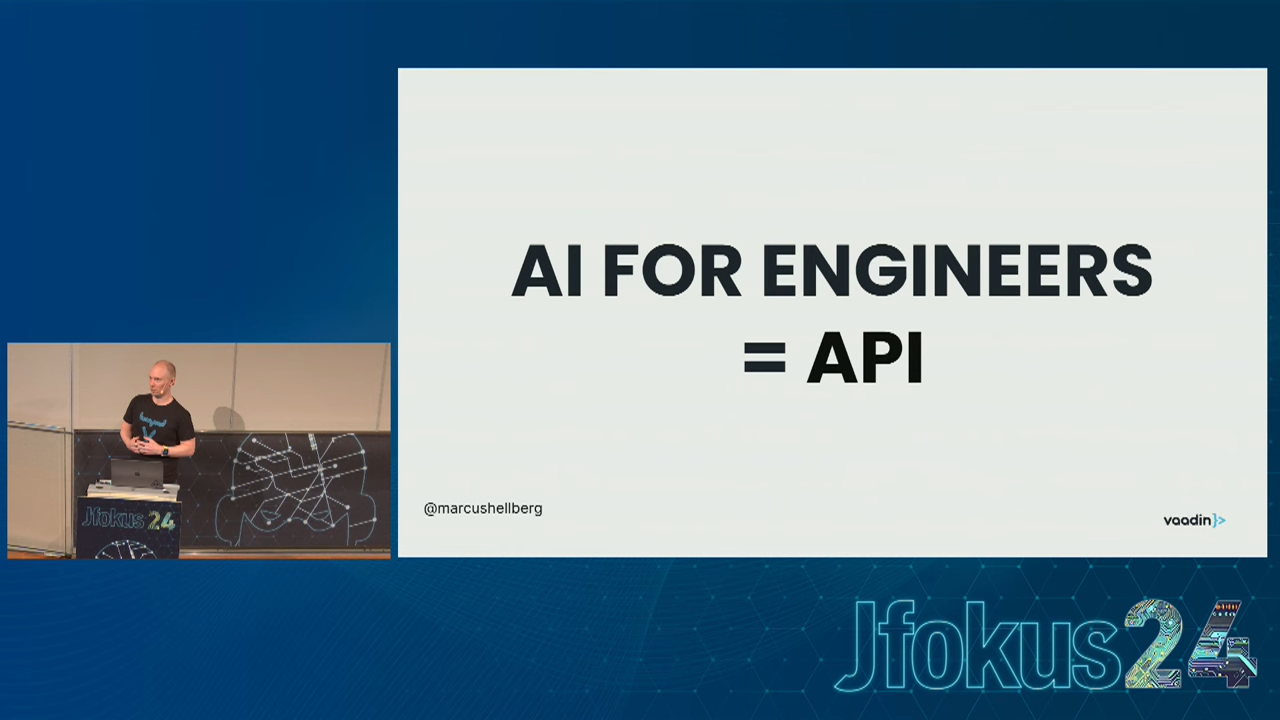 AI FOR ENGINEERS
= API
@marcushellberg
vaadin}>
Jfokus 24
Jfokus24